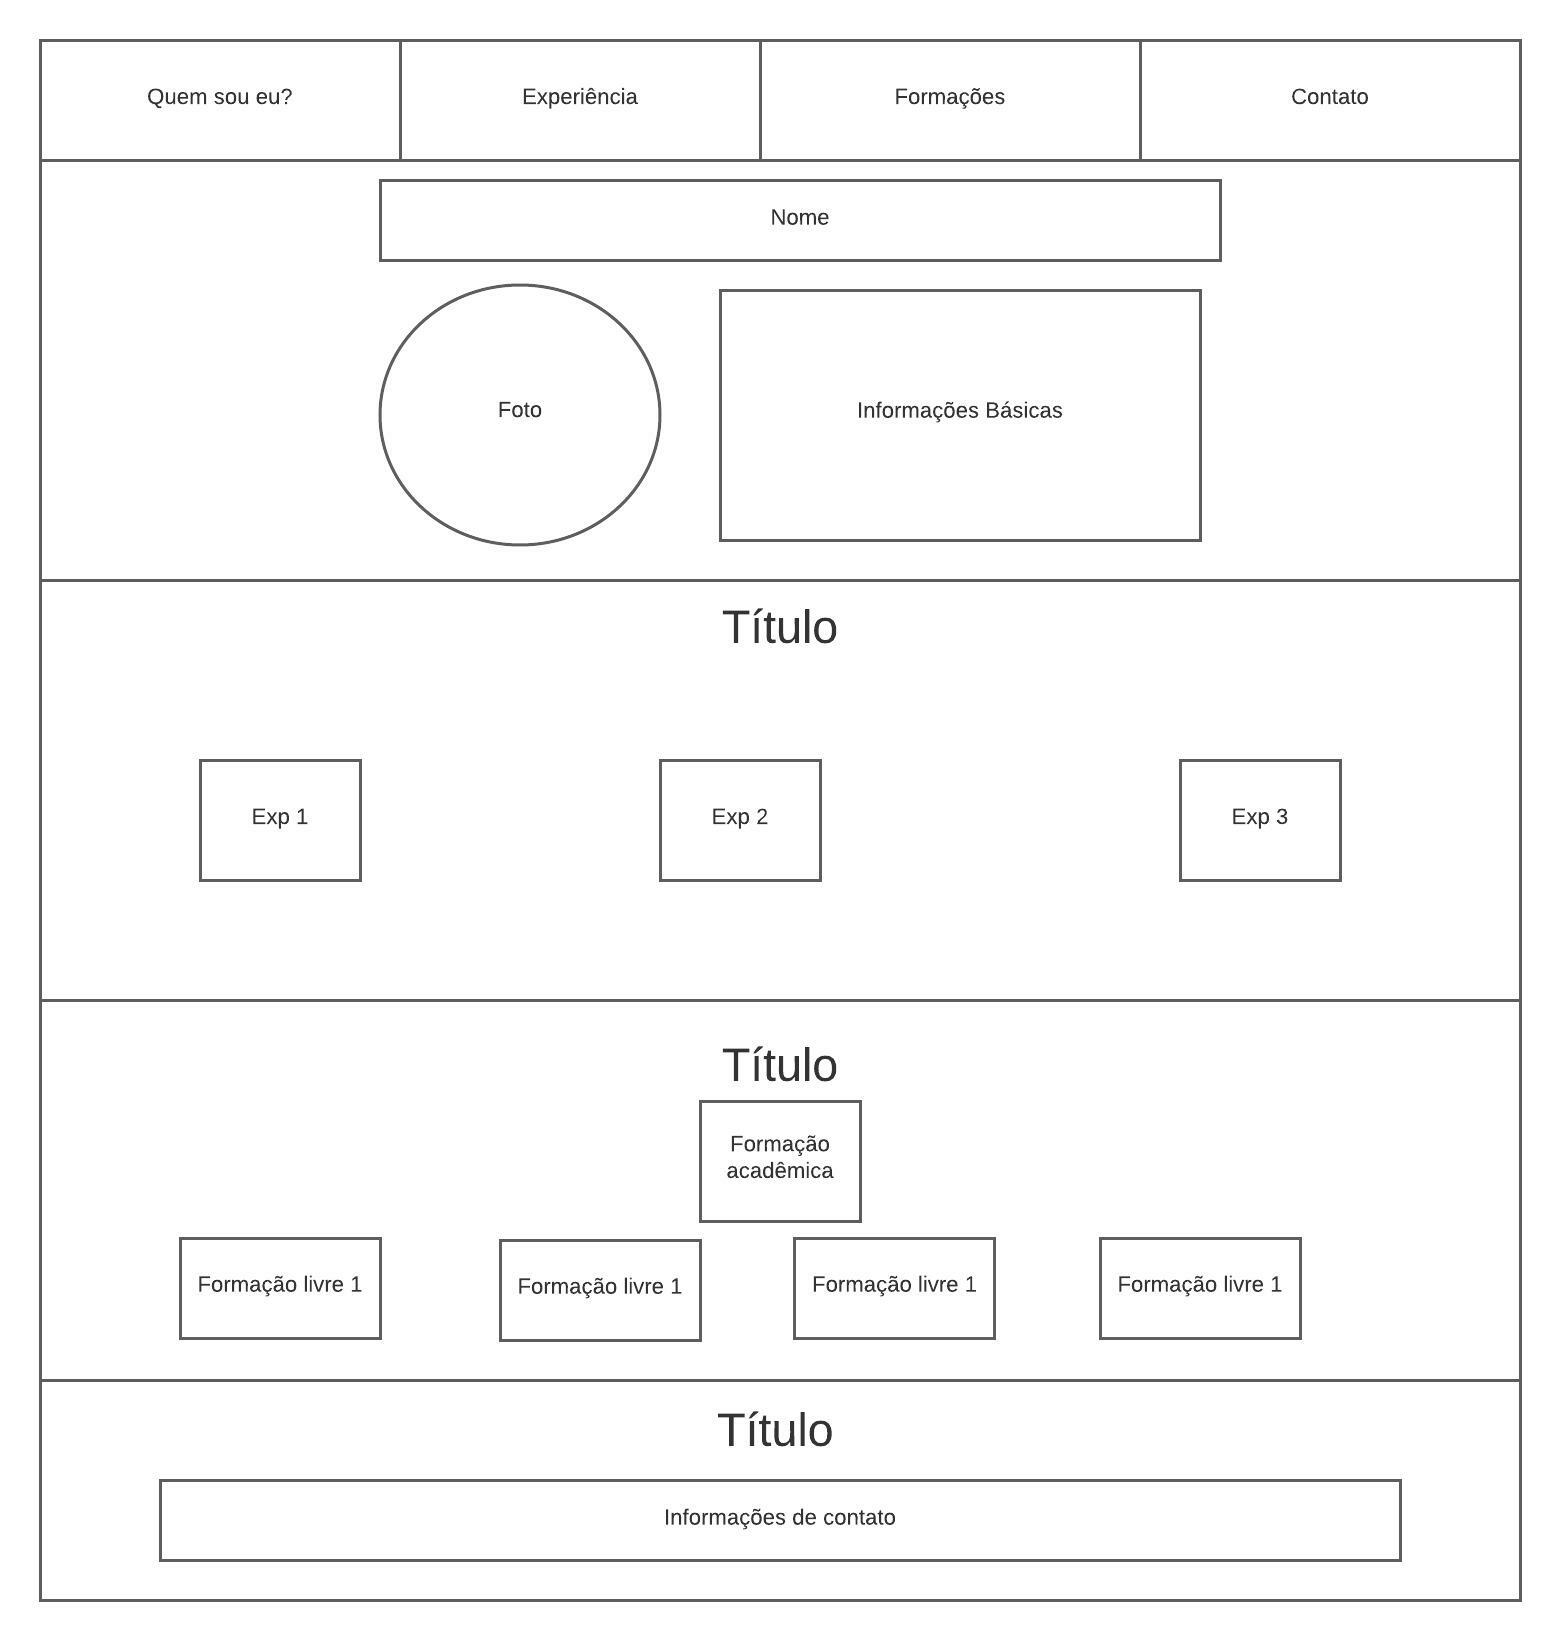 Quem sou eu?
Experiência
Formações
Contato
Nome
Foto
Informações Básicas
Título
Exp 1
Exp 2
Exp 3
Título
Formação
acadêmica
Formação livre 1
Formação livre 1
Formação livre 1
Formação livre 1
Título
Informações de contato